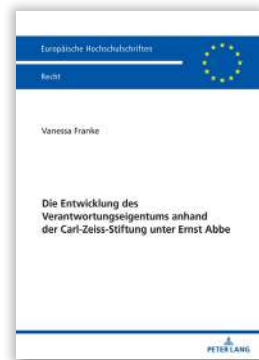 Europäische Hochschulschriften
Recht
Vanessa Franke
Die Entwicklung des
Verantwortungseigentums anhand
der Carl-Zeiss-Stiftung unter Ernst Abbe
PETER LANG